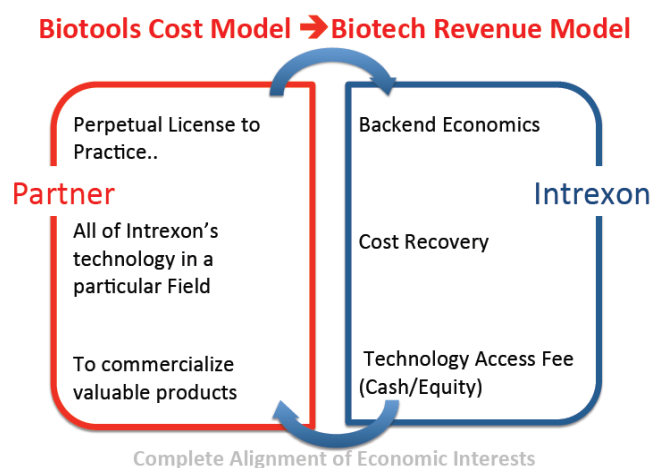 Biotools Cost Model ➔ Biotech Revenue Model
Perpetual License to
Practice..
Partner
All of Intrexon's
technology in a
particular Field
To commercialize
valuable products
Backend Economics
Intrexon
Cost Recovery
Technology Access Fee
(Cash/Equity)
Complete Alignment of Economic Interests